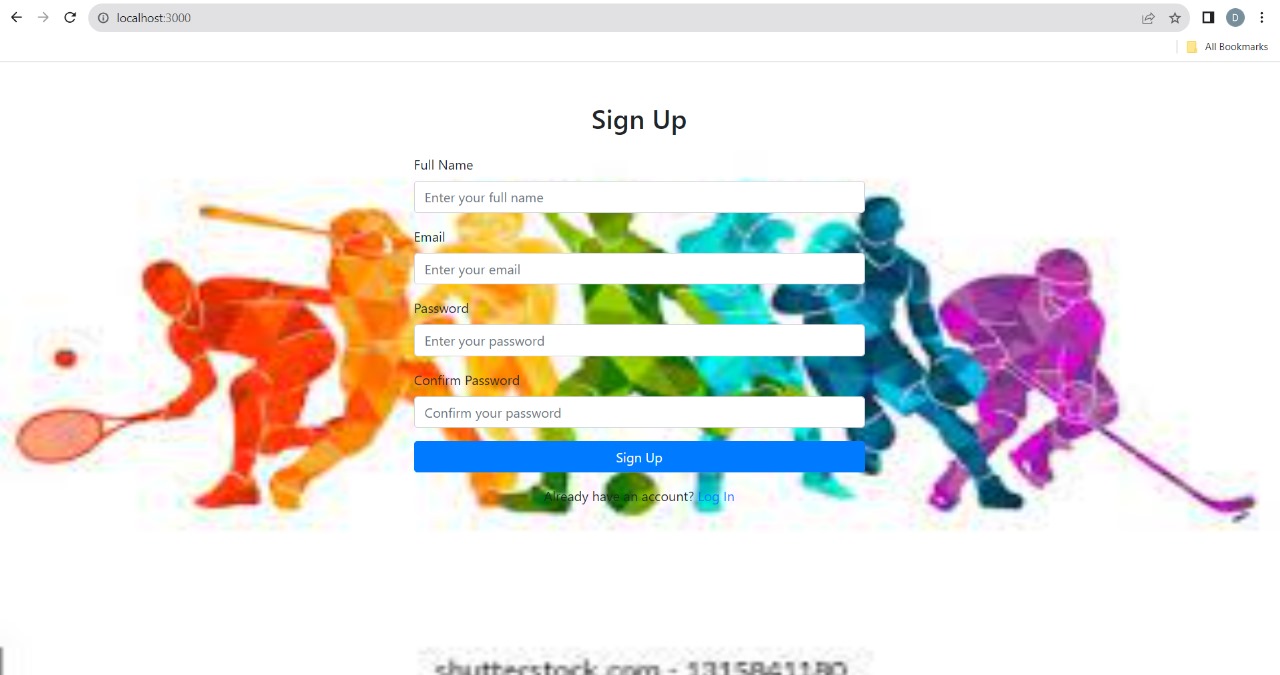 localhost:3000
D
All Bookmarks
Sign Up
Full Name
Enter your full name
Email
Enter your email
Password
Enter your password
Confirm Password
Confirm your password
Sign Up
Already have an account? Log In
shutterstock.com - 1315841180